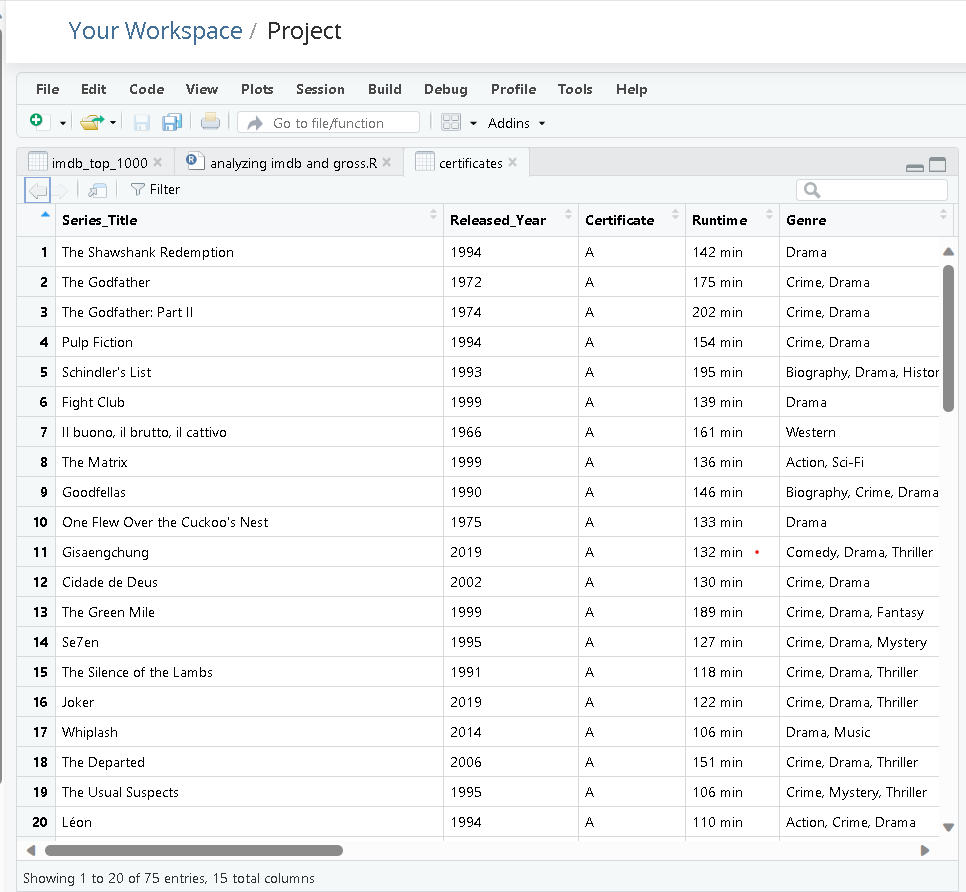 Your Workspace / Project
File Edit Code View Plots Session Build Debug Profile Tools Help
Go to file/function Addins
imdb_top_1000 analyzing imdb and gross.R certificates
Filter
Series_Title Released_Year Certificate Runtime Genre
1 The Shawshank Redemption 1994 A 142 min Drama
2 The Godfather 1972 A 175 min Crime, Drama
3 The Godfather: Part II 1974 A 202 min Crime, Drama
4 Pulp Fiction 1994 A 154 min Crime, Drama
5 Schindler's List 1993 A 195 min Biography, Drama, Histor
6 Fight Club 1999 A 139 min Drama
7 Il buono, il brutto, il cattivo 1966 A 161 min Western
8 The Matrix 1999 A 136 min Action, Sci-Fi
9 Goodfellas 1990 A 146 min Biography, Crime, Drama
10 One Flew Over the Cuckoo's Nest 1975 A 133 min Drama
11 Gisaengchung 2019 A 132 min Comedy, Drama, Thriller
12 Cidade de Deus 2002 A 130 min Crime, Drama
13 The Green Mile 1999 A 189 min Crime, Drama, Fantasy
14 Se7en 1995 A 127 min Crime, Drama, Mystery
15 The Silence of the Lambs 1991 A 118 min Crime, Drama, Thriller
16 Joker 2019 A 122 min Crime, Drama, Thriller
17 Whiplash 2014 A 106 min Drama, Music
18 The Departed 2006 A 151 min Crime, Drama, Thriller
19 The Usual Suspects 1995 A 106 min Crime, Mystery, Thriller
20 Léon 1994 A 110 min Action, Crime, Drama
Showing 1 to 20 of 75 entries, 15 total columns